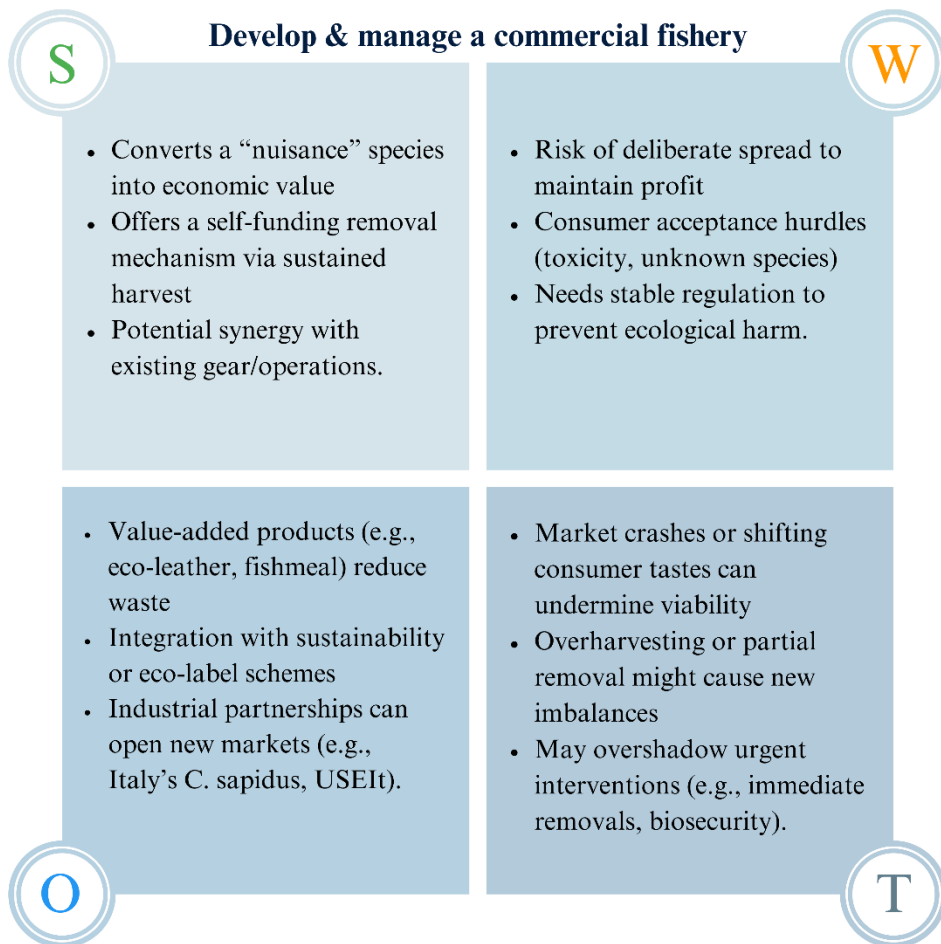 Develop & manage a commercial fishery
S
• Converts a “nuisance” species
into economic value
• Offers a self-funding removal
mechanism via sustained
harvest
• Potential synergy with
existing gear/operations.
W
• Risk of deliberate spread to
maintain profit
• Consumer acceptance hurdles
(toxicity, unknown species)
• Needs stable regulation to
prevent ecological harm.
• Value-added products (e.g.,
eco-leather, fishmeal) reduce
waste
• Integration with sustainability
or eco-label schemes
• Industrial partnerships can
open new markets (e.g.,
Italy’s C. sapidus, USEIt).
O
• Market crashes or shifting
consumer tastes can
undermine viability
• Overharvesting or partial
removal might cause new
imbalances
• May overshadow urgent
interventions (e.g., immediate
removals, biosecurity).
T